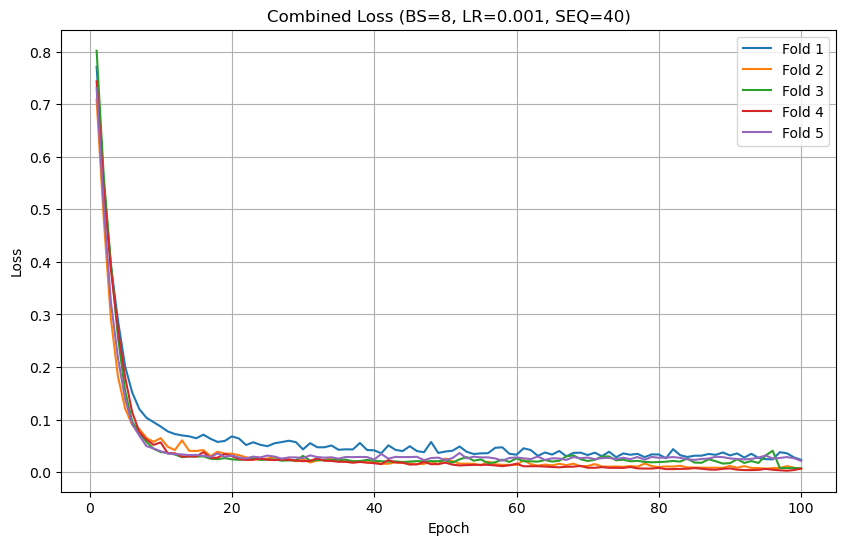 Combined Loss (BS=8, LR=0.001, SEQ=40)
Fold 1
Fold 2
Fold 3
Fold 4
Fold 5
Loss
0.8
0.7
0.6
0.5
0.4
0.3
0.2
0.1
0.0
0
20
40
60
80
100
Epoch